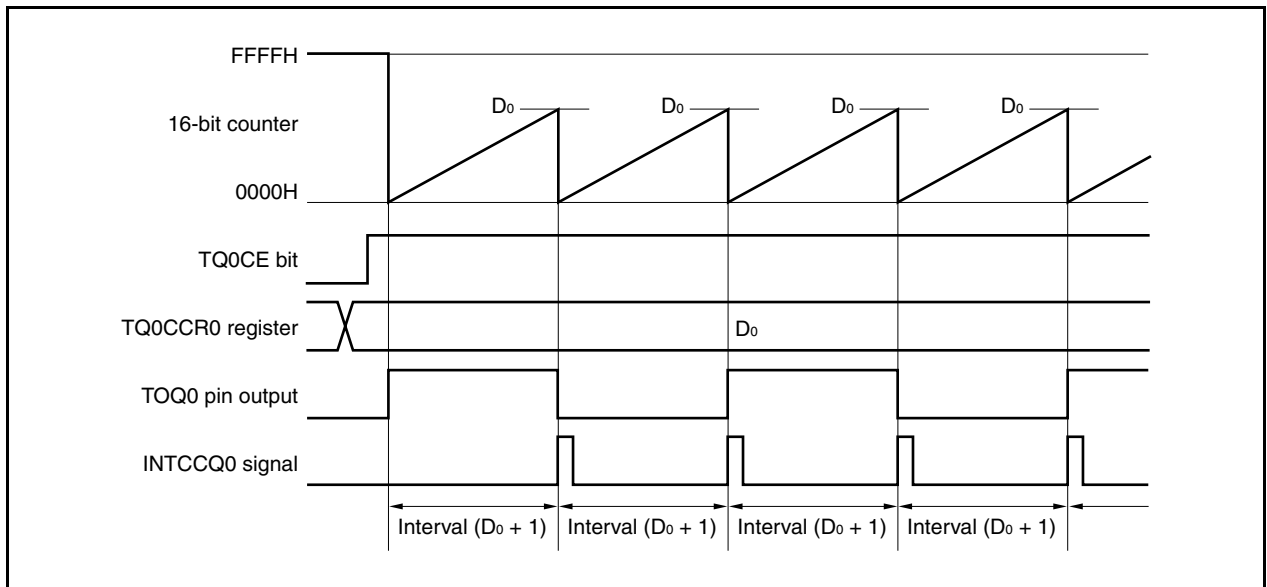 FFFFH
D₀ D₀ D₀ D₀
16-bit counter
0000H
TQ0CE bit
TQ0CCR0 register D₀
TOQ0 pin output
INTCCQ0 signal
Interval (D₀ + 1) Interval (D₀ + 1) Interval (D₀ + 1) Interval (D₀ + 1)